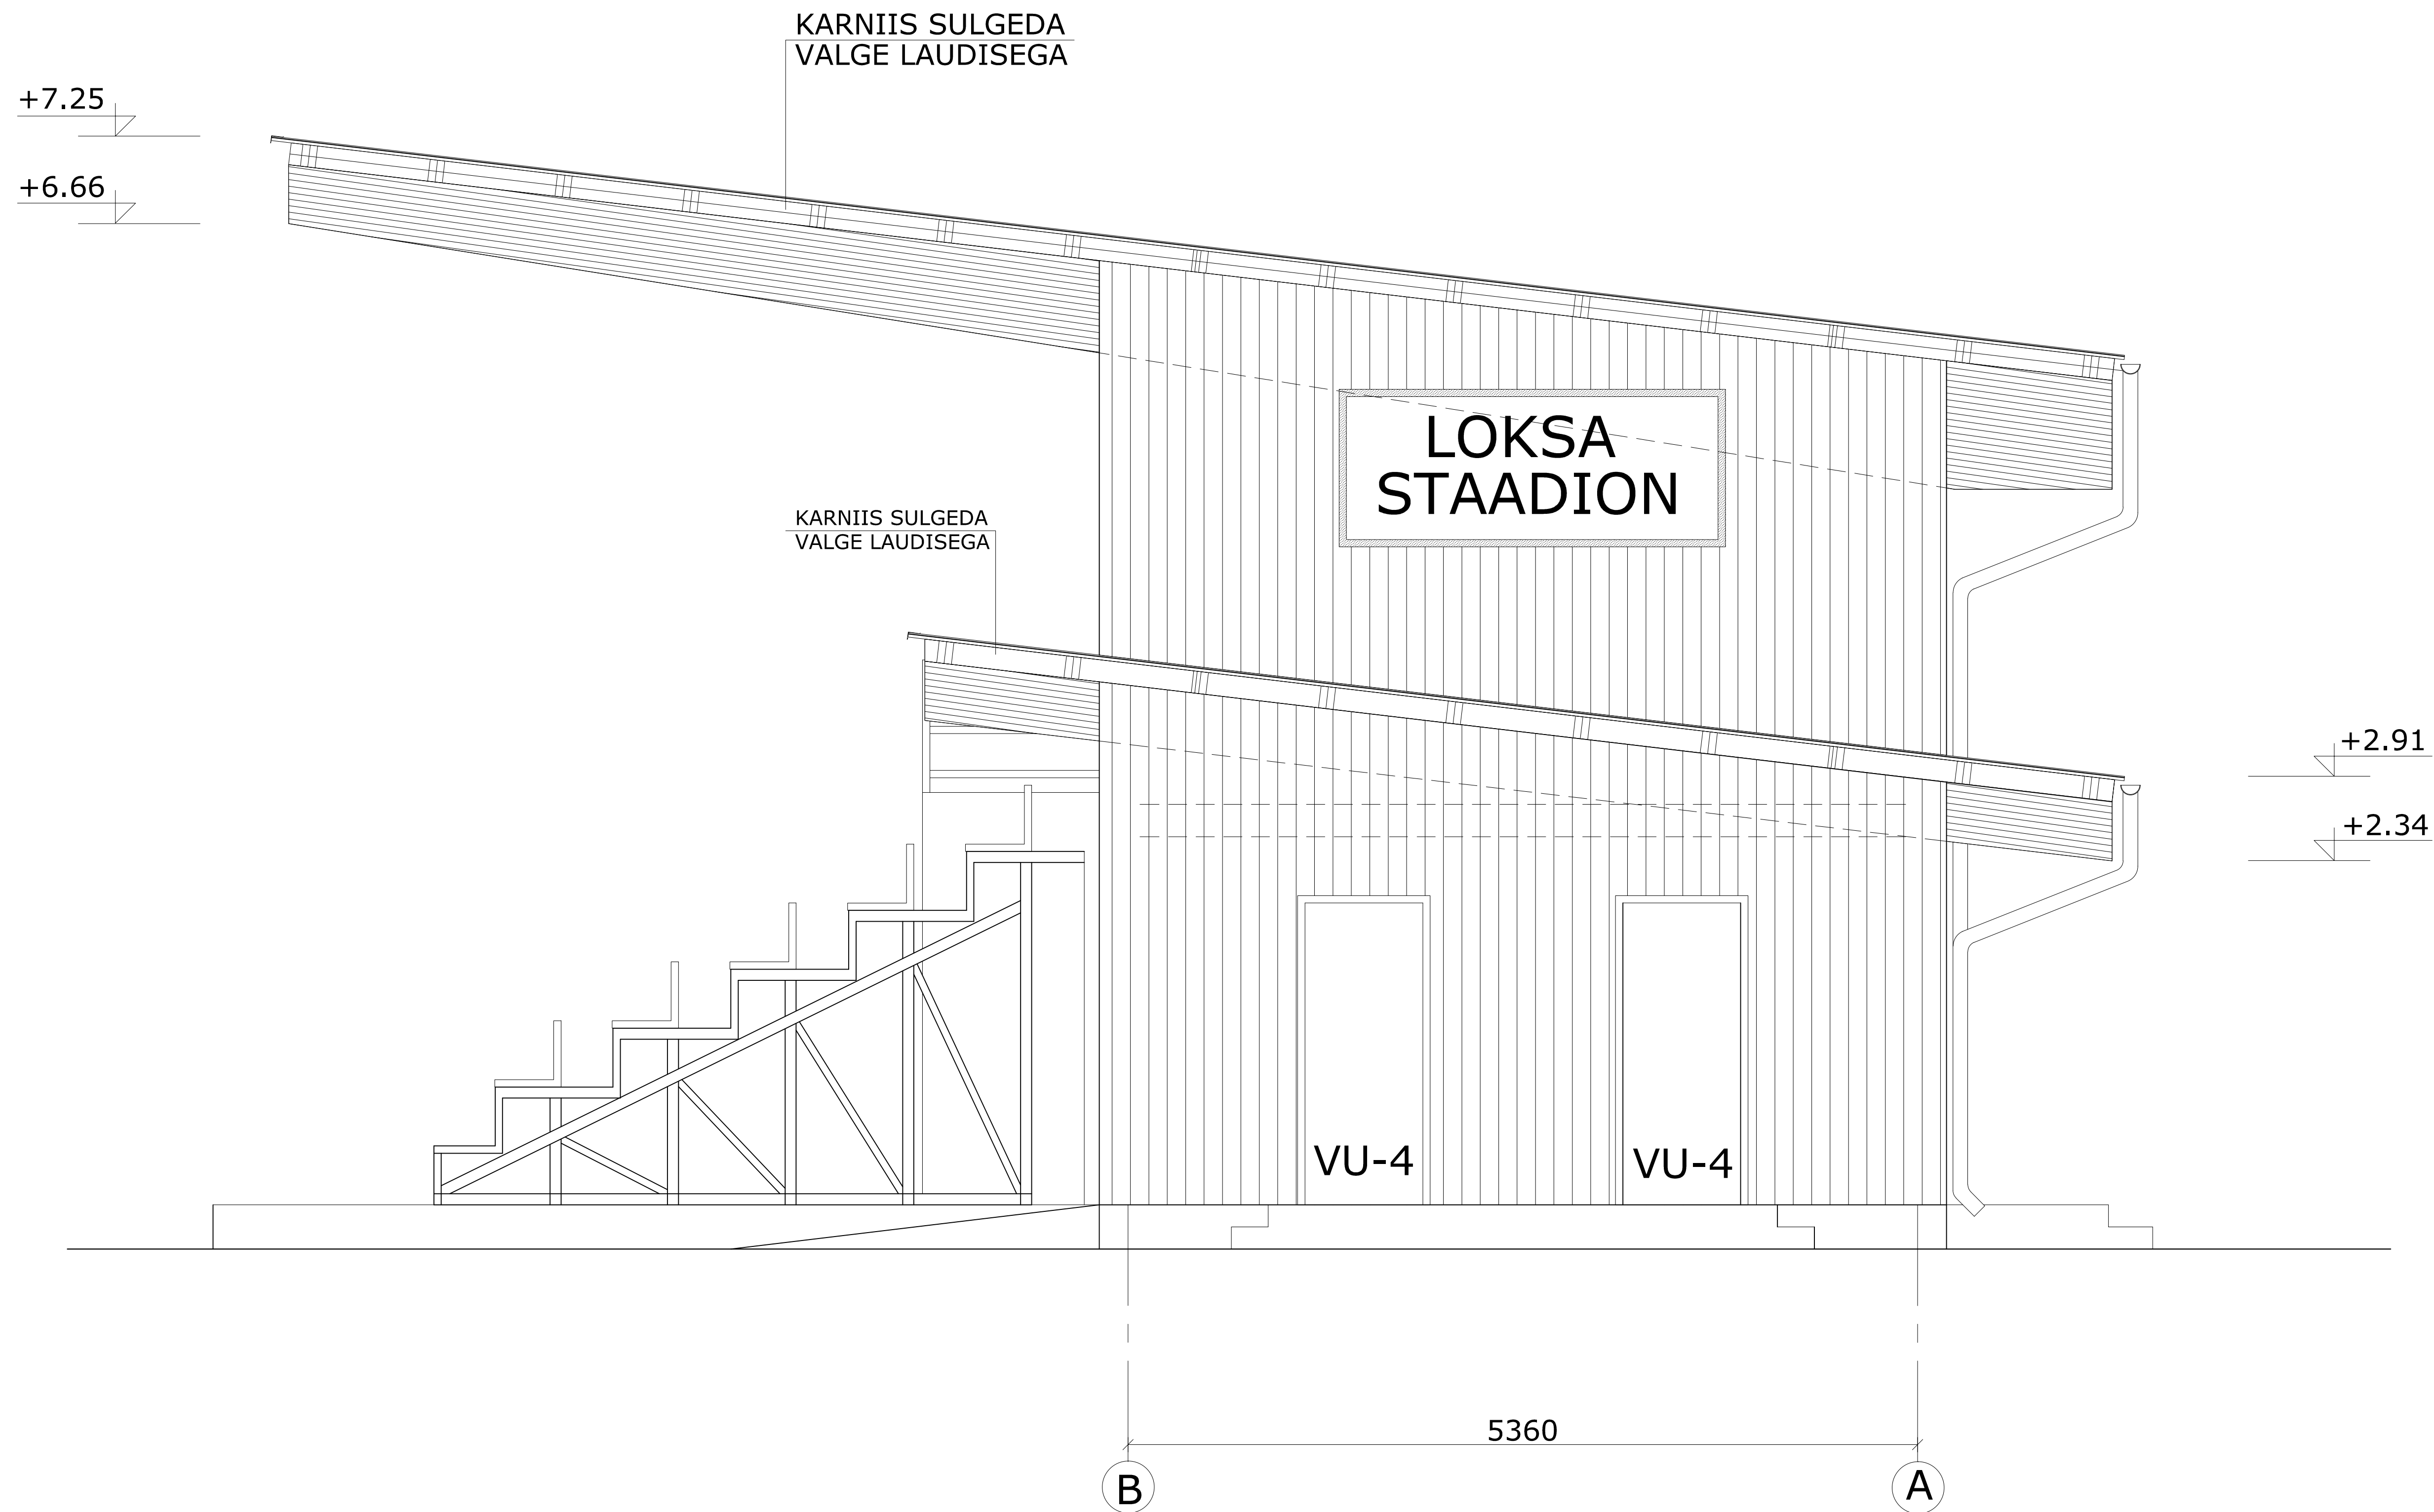 KARNIIS SULGEDA
VALGE LAUDISEGA
+7.25
+6.66
LOKSA
STAADION
KARNIIS SULGEDA
VALGE LAUDISEGA
+2.91
+2.34
VU-4
VU-4
5360
B
A